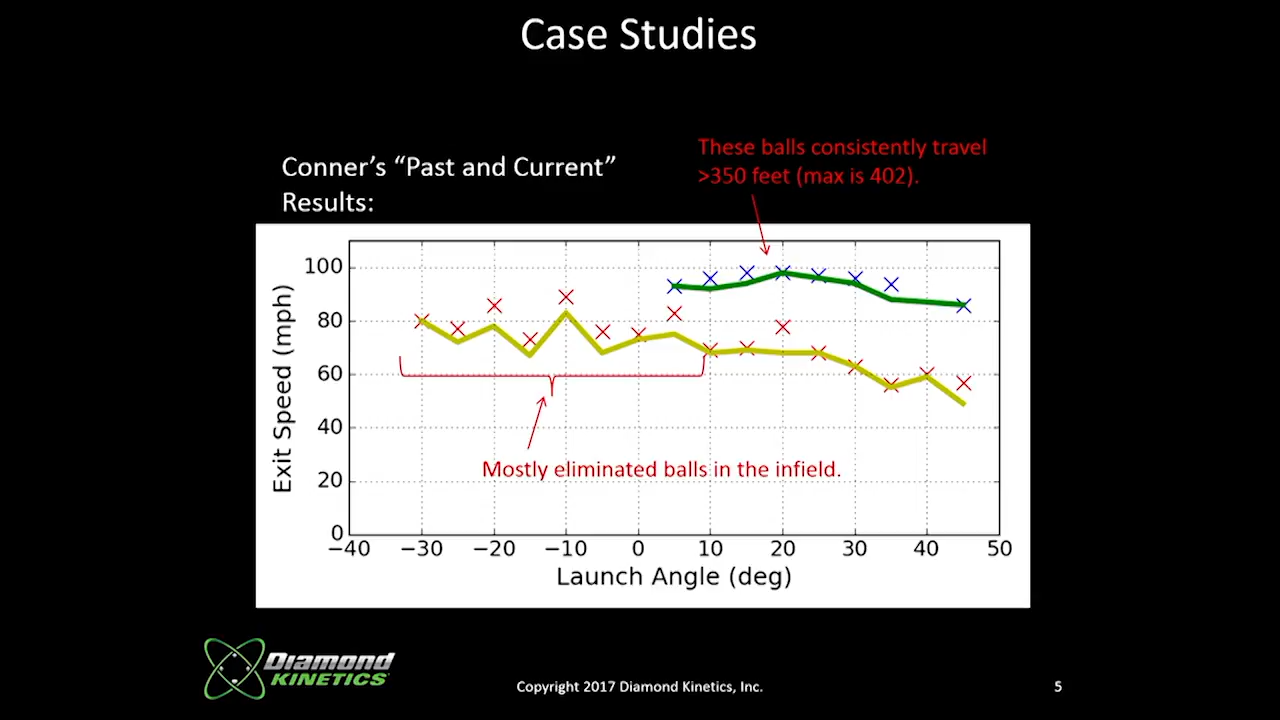 Case Studies
These balls consistently travel
>350 feet (max is 402).
Conner’s “Past and Current”
Results:
100
80
60
40
20
0
Exit Speed (mph)
Mostly eliminated balls in the infield.
−40 −30 −20 −10 0 10 20 30 40 50
Launch Angle (deg)
Diamond
KINETICS
Copyright 2017 Diamond Kinetics, Inc.
5